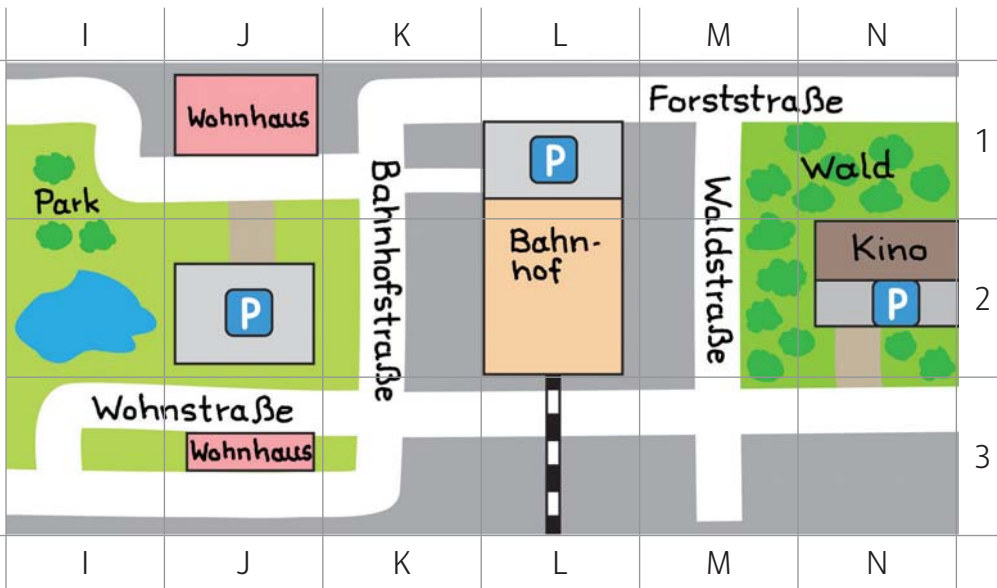 I J K L M N
Forststraße
Wohnhaus
1
P
Wald
Bahnhofstraße
Park
Waldstraße
Bahn-
hof
Kino
P
P
2
Wohnstraße
Wohnhaus
3
I J K L M N